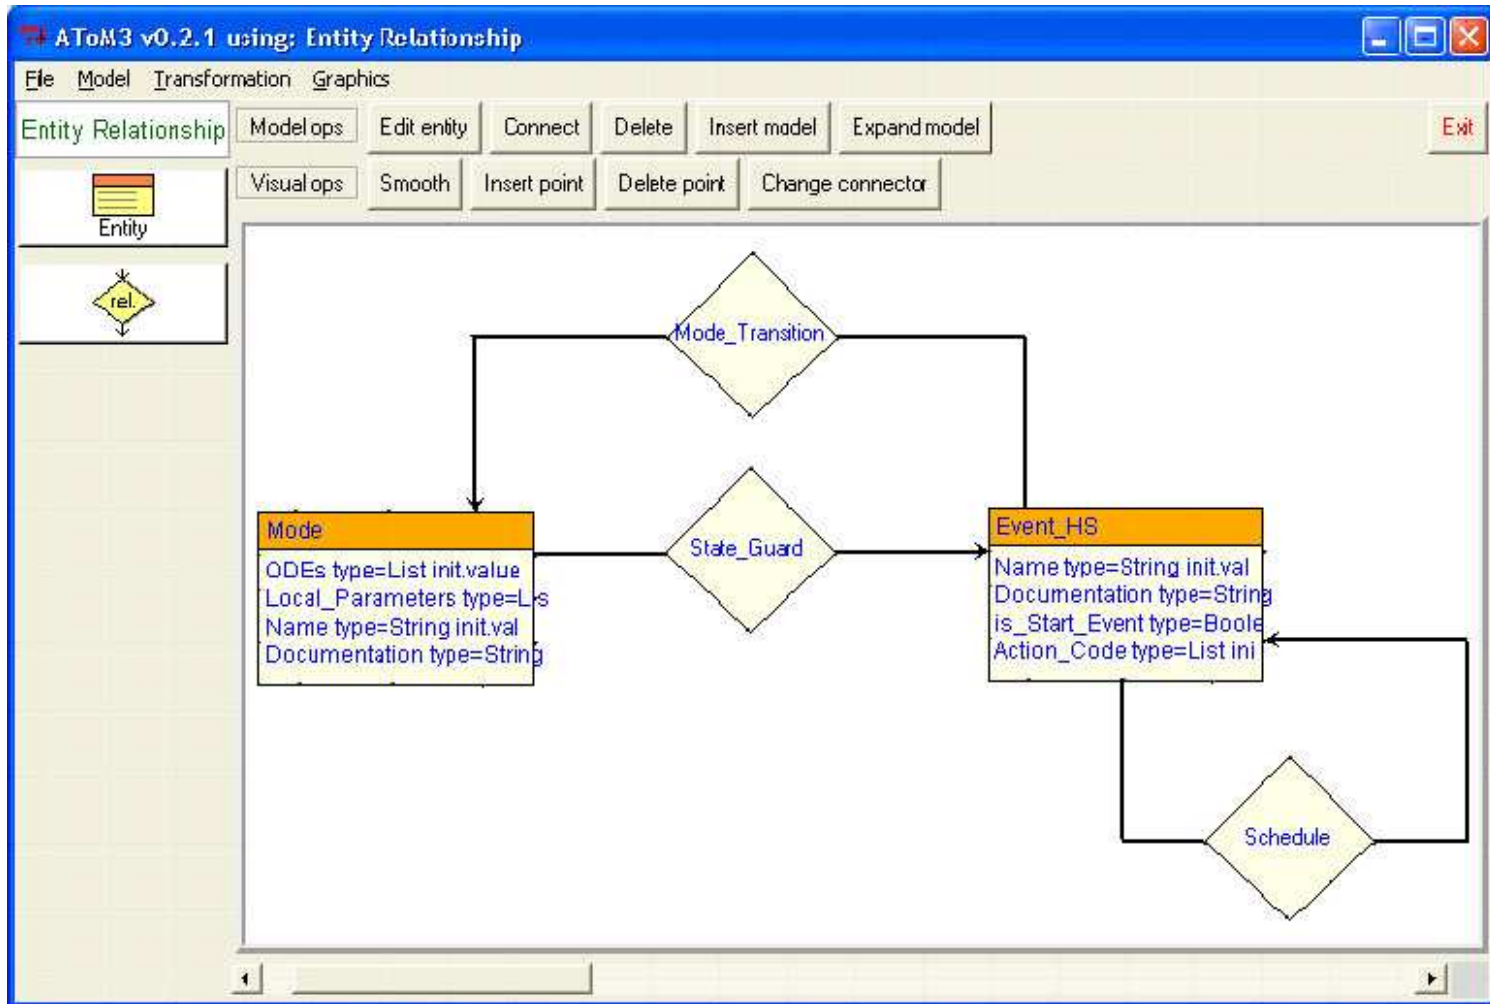 AToM3 v0.2.1 using: Entity Relationship
File Model Transformation Graphics
Entity Relationship Model ops Edit entity Connect Delete Insert model Expand model Exit
Visual ops Smooth Insert point Delete point Change connector
Entity
rel.
Mode_Transition
State_Guard
Mode
ODEs type=List init.value
Local_Parameters type=Lis
Name type=String init.val
Documentation type=String
Event_HS
Name type=String init.val
Documentation type=String
is_Start_Event type=Boole
Action_Code type=List ini
Schedule